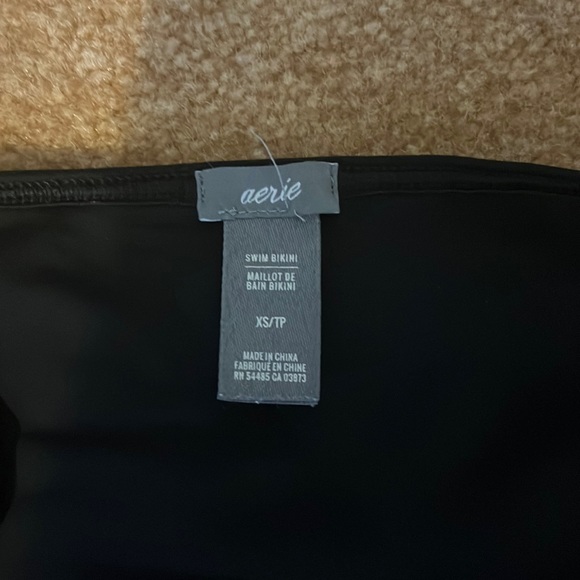 aerie
SWIM BIKINI
MAILLOT DE
BAIN BIKINI
XS/TP
MADE IN CHINA
FABRIQUÉ EN CHINE
RN 54485 CA 03873